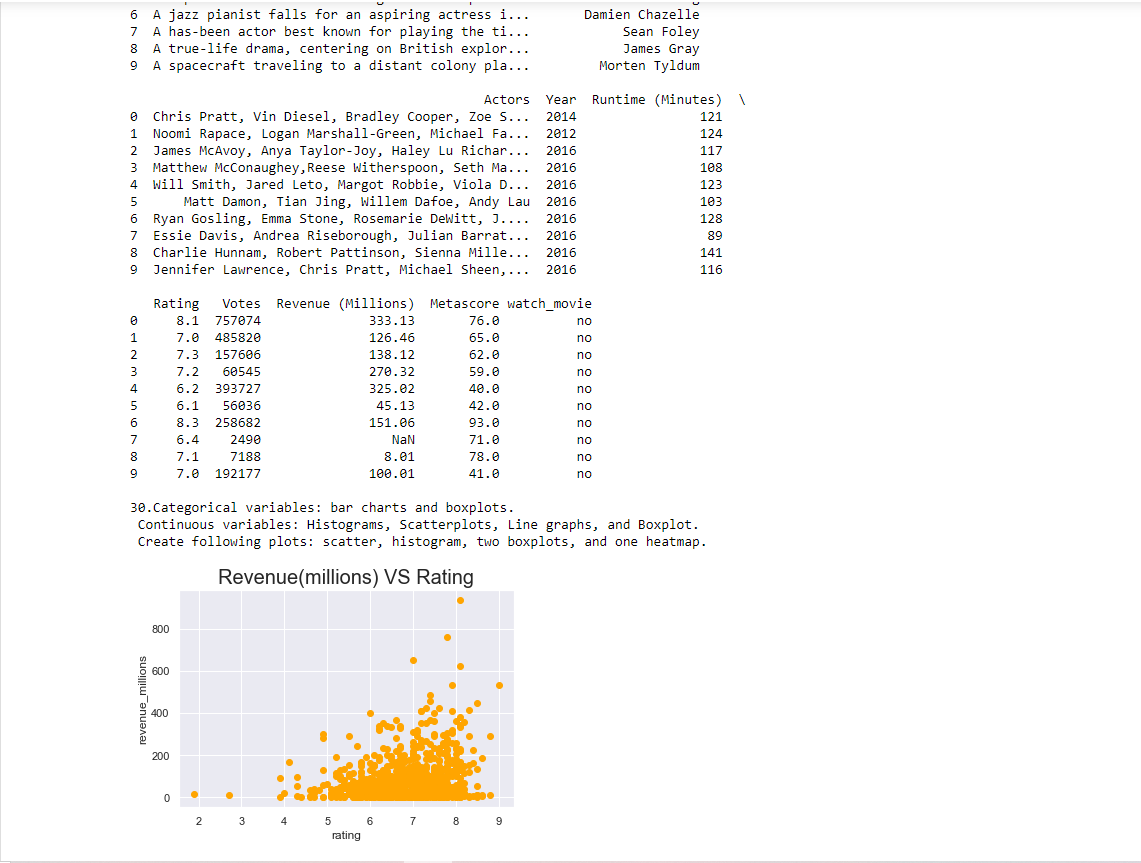 6 A jazz pianist falls for an aspiring actress i... Damien Chazelle
7 A has-been actor best known for playing the ti... Sean Foley
8 A true-life drama, centering on British explor... James Gray
9 A spacecraft traveling to a distant colony pla... Morten Tyldum
Actors Year Runtime (Minutes) \
0 Chris Pratt, Vin Diesel, Bradley Cooper, Zoe S... 2014 121
1 Noomi Rapace, Logan Marshall-Green, Michael Fa... 2012 124
2 James McAvoy, Anya Taylor-Joy, Haley Lu Richar... 2016 117
3 Matthew McConaughey,Reese Witherspoon, Seth Ma... 2016 108
4 Will Smith, Jared Leto, Margot Robbie, Viola D... 2016 123
5 Matt Damon, Tian Jing, Willem Dafoe, Andy Lau 2016 103
6 Ryan Gosling, Emma Stone, Rosemarie DeWitt, J.... 2016 128
7 Essie Davis, Andrea Riseborough, Julian Barrat... 2016 89
8 Charlie Hunnam, Robert Pattinson, Sienna Mille... 2016 141
9 Jennifer Lawrence, Chris Pratt, Michael Sheen,... 2016 116
Rating Votes Revenue (Millions) Metascore watch_movie
0 8.1 757074 333.13 76.0 no
1 7.0 485820 126.46 65.0 no
2 7.3 157606 138.12 62.0 no
3 7.2 60545 270.32 59.0 no
4 6.2 393727 325.02 40.0 no
5 6.1 56036 45.13 42.0 no
6 8.3 258682 151.06 93.0 no
7 6.4 2490 NaN 71.0 no
8 7.1 7188 8.01 78.0 no
9 7.0 192177 100.01 41.0 no
30.Categorical variables: bar charts and boxplots.
Continuous variables: Histograms, Scatterplots, Line graphs, and Boxplot.
Create following plots: scatter, histogram, two boxplots, and one heatmap.
Revenue(millions) VS Rating
revenue_millions
800
600
400
200
0
2 3 4 5 6 7 8 9
rating